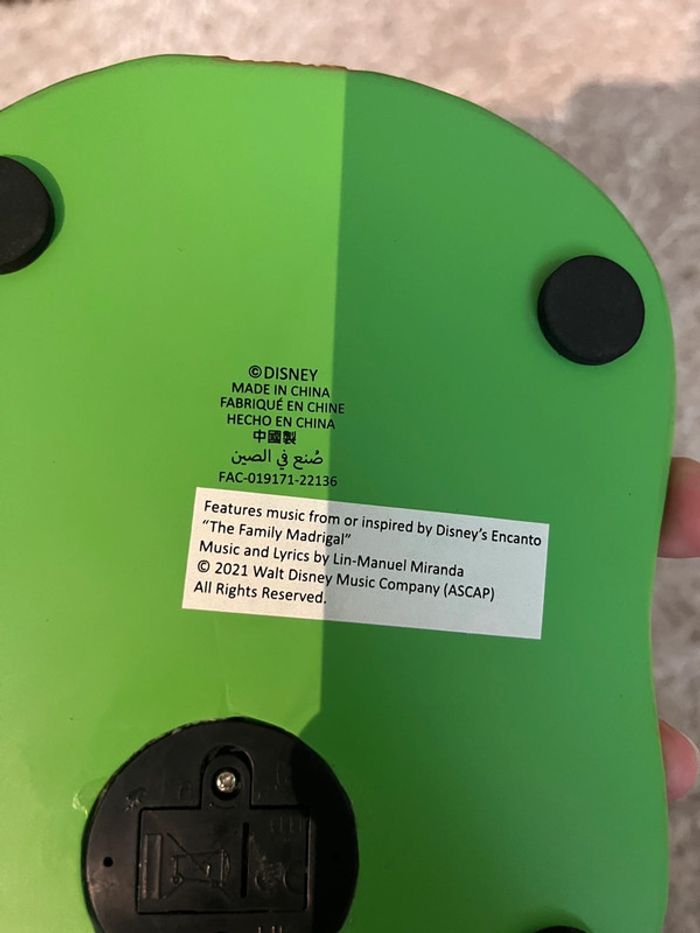 ©DISNEY
MADE IN CHINA
FABRIQUÉ EN CHINE
HECHO EN CHINA
中國製
صُنع في الصين
FAC-019171-22136
Features music from or inspired by Disney's Encanto
"The Family Madrigal"
Music and Lyrics by Lin-Manuel Miranda
© 2021 Walt Disney Music Company (ASCAP)
All Rights Reserved.